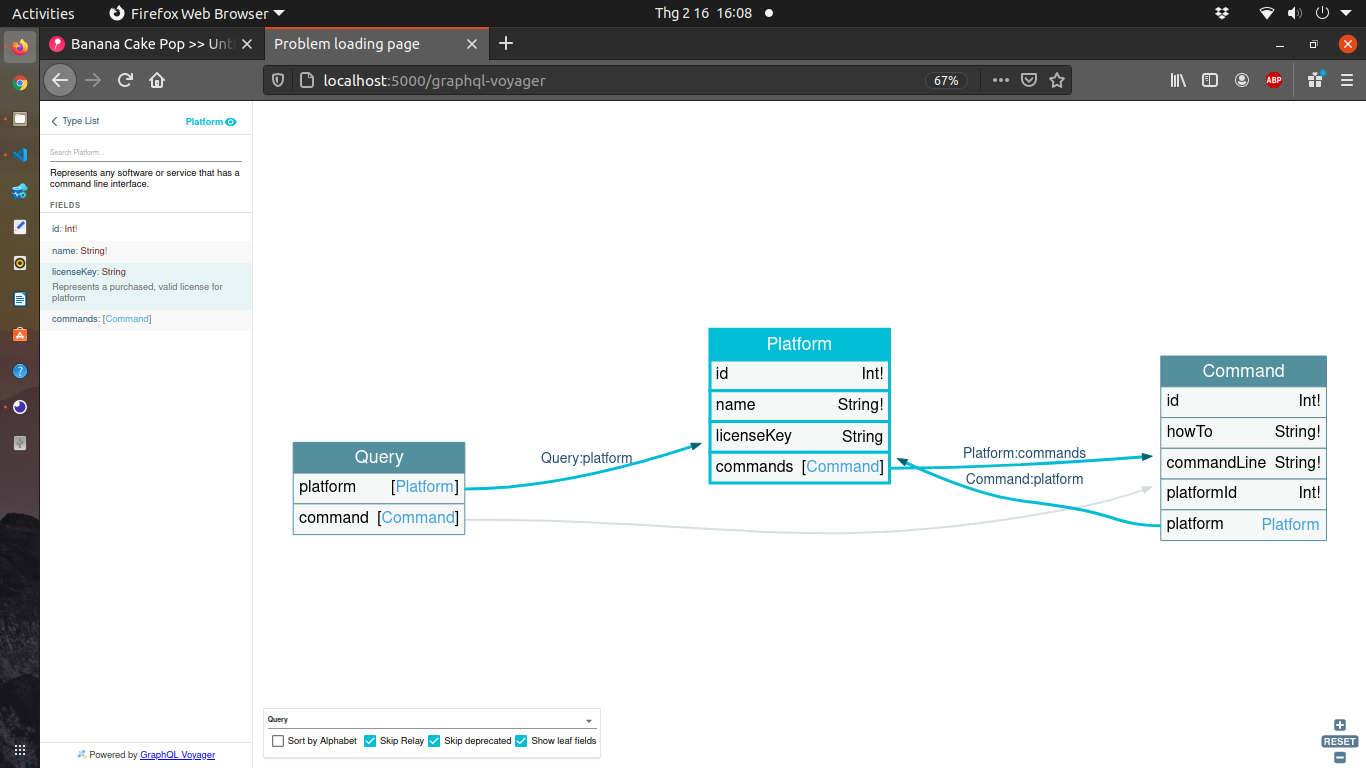 Activities
Firefox Web Browser
Thg 2 16 16:08
Banana Cake Pop >> Unt
Problem loading page
localhost:5000/graphql-voyager
67%
ABP
Type List
Platform
Search Platform...
Represents any software or service that has a
command line interface.
FIELDS
id: Int!
name: String!
licenseKey: String
Represents a purchased, valid license for
platform
commands: [Command]
Platform
id Int!
name String!
licenseKey String
commands [Command]
Query
platform [Platform]
command [Command]
Query:platform
Platform:commands
Command:platform
Command
id Int!
howTo String!
commandLine String!
platformId Int!
platform Platform
Query
Sort by Alphabet
Skip Relay
Skip deprecated
Show leaf fields
RESET
Powered by GraphQL Voyager